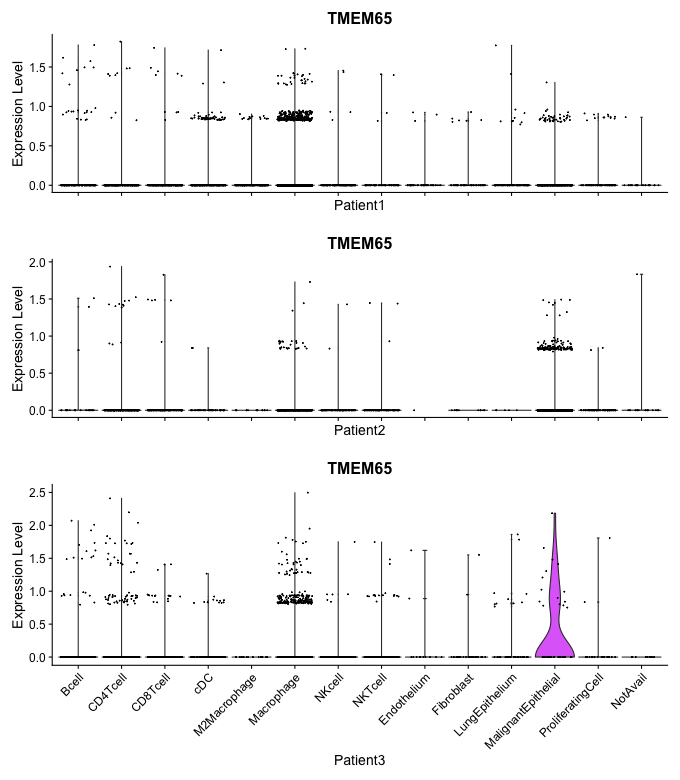 TMEM65
Expression Level
1.5
1.0
0.5
0.0
Patient1
TMEM65
Expression Level
2.0
1.5
1.0
0.5
0.0
Patient2
TMEM65
Expression Level
2.5
2.0
1.5
1.0
0.5
0.0
Bcell
CD4Tcell
CD8Tcell
cDC
M2Macrophage
Macrophage
NKcell
NKTcell
Endothelium
Fibroblast
LungEpithelium
MalignantEpithelial
ProliferatingCell
NotAvail
Patient3